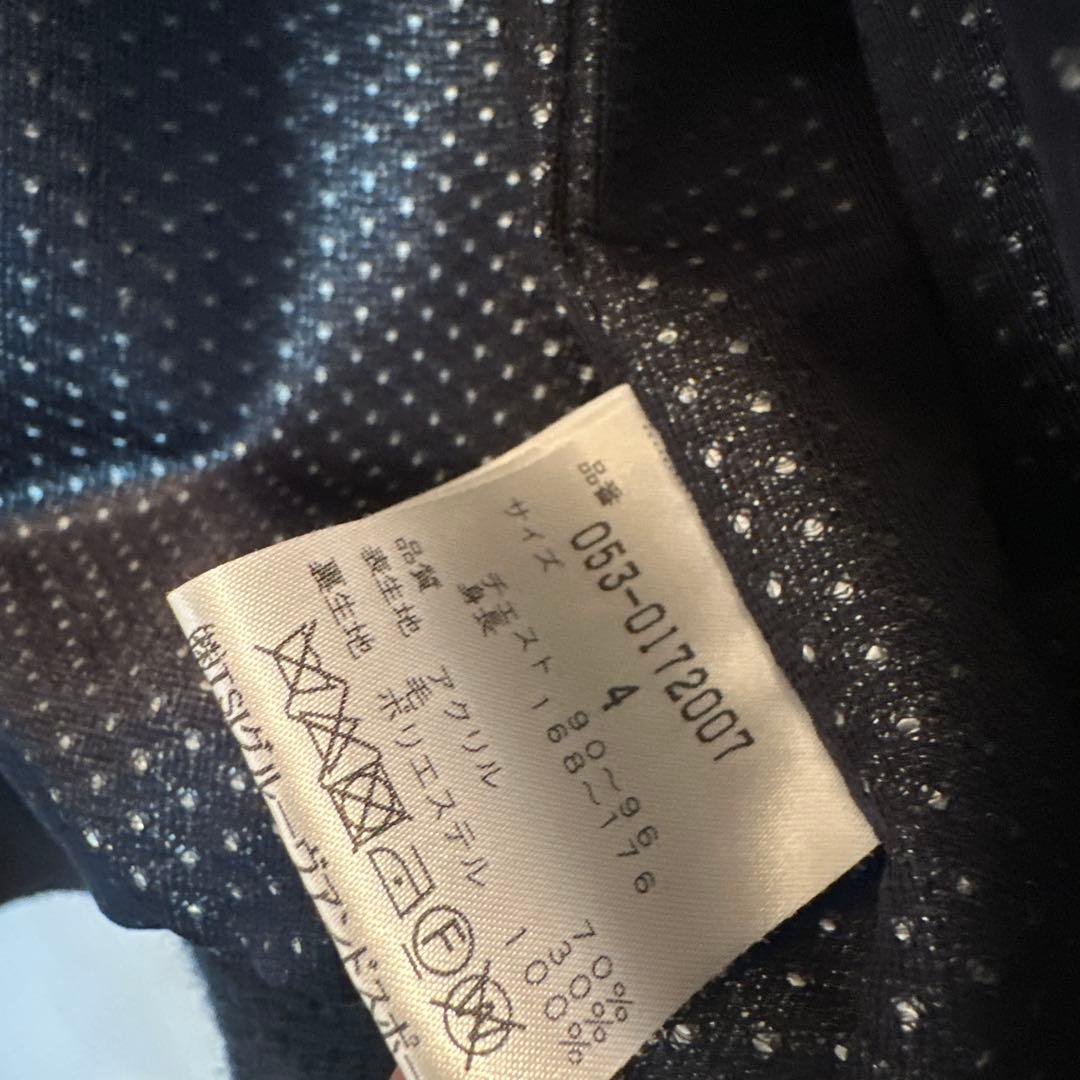 品番 053-0172007
サイズ 4
チェスト 90～96
身長 168～176
品質
表生地 アクリル 70%
毛 30%
裏生地 ポリエステル 100%
F
W
㈱TSIグルーヴアンドスポー